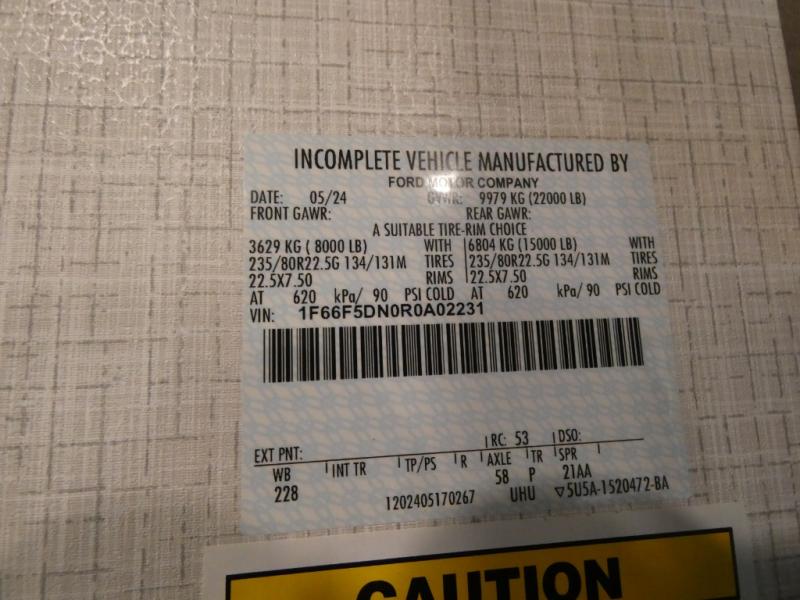 INCOMPLETE VEHICLE MANUFACTURED BY
FORD MOTOR COMPANY
DATE: 05/24 GVWR: 9979 KG (22000 LB)
FRONT GAWR: REAR GAWR:
A SUITABLE TIRE-RIM CHOICE
3629 KG ( 8000 LB) WITH 6804 KG (15000 LB) WITH
235/80R22.5G 134/131M TIRES 235/80R22.5G 134/131M TIRES
22.5X7.50 RIMS 22.5X7.50 RIMS
AT 620 kPa/ 90 PSI COLD AT 620 kPa/ 90 PSI COLD
VIN: 1F66F5DN0R0A02231
EXT PNT: RC: 53 DSO:
WB INT TR TP/PS R AXLE TR SPR
228 58 P 21AA
1202405170267 UHU ▽5U5A-1520472-BA
CAUTION